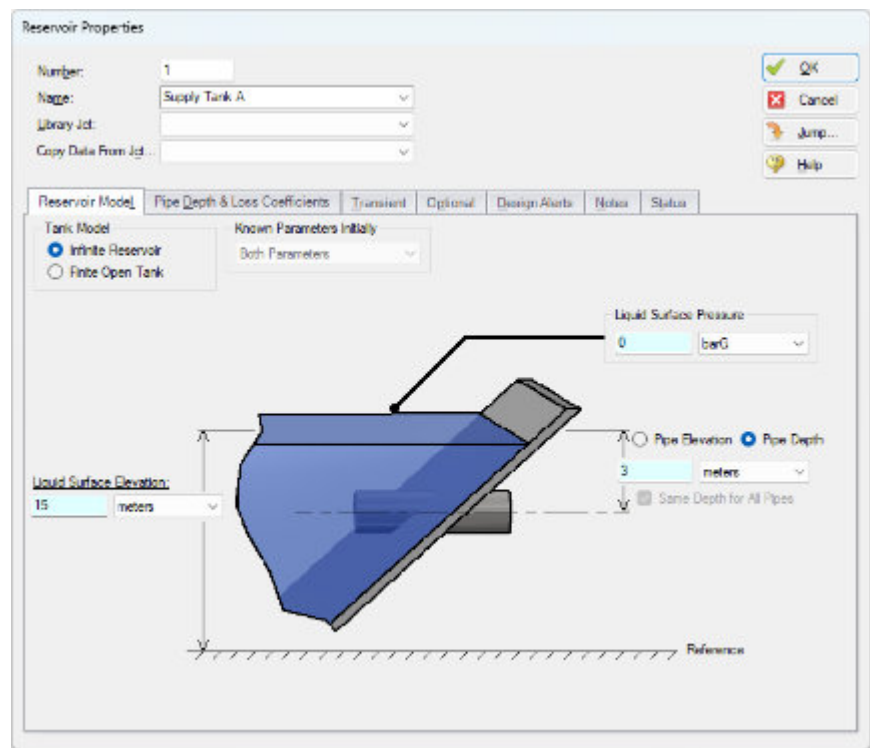 Reservoir Properties
Number: 1
Name: Supply Tank A
Library Jct:
Copy Data From Jct...
OK
Cancel
Jump...
Help
Reservoir Model Pipe Depth & Loss Coefficients Transient Optional Design Alerts Notes Status
Tank Model
Infinite Reservoir
Finite Open Tank
Known Parameters Initially
Both Parameters
Liquid Surface Pressure
0 barG
Pipe Elevation Pipe Depth
3 meters
Same Depth for All Pipes
Liquid Surface Elevation:
15 meters
Reference